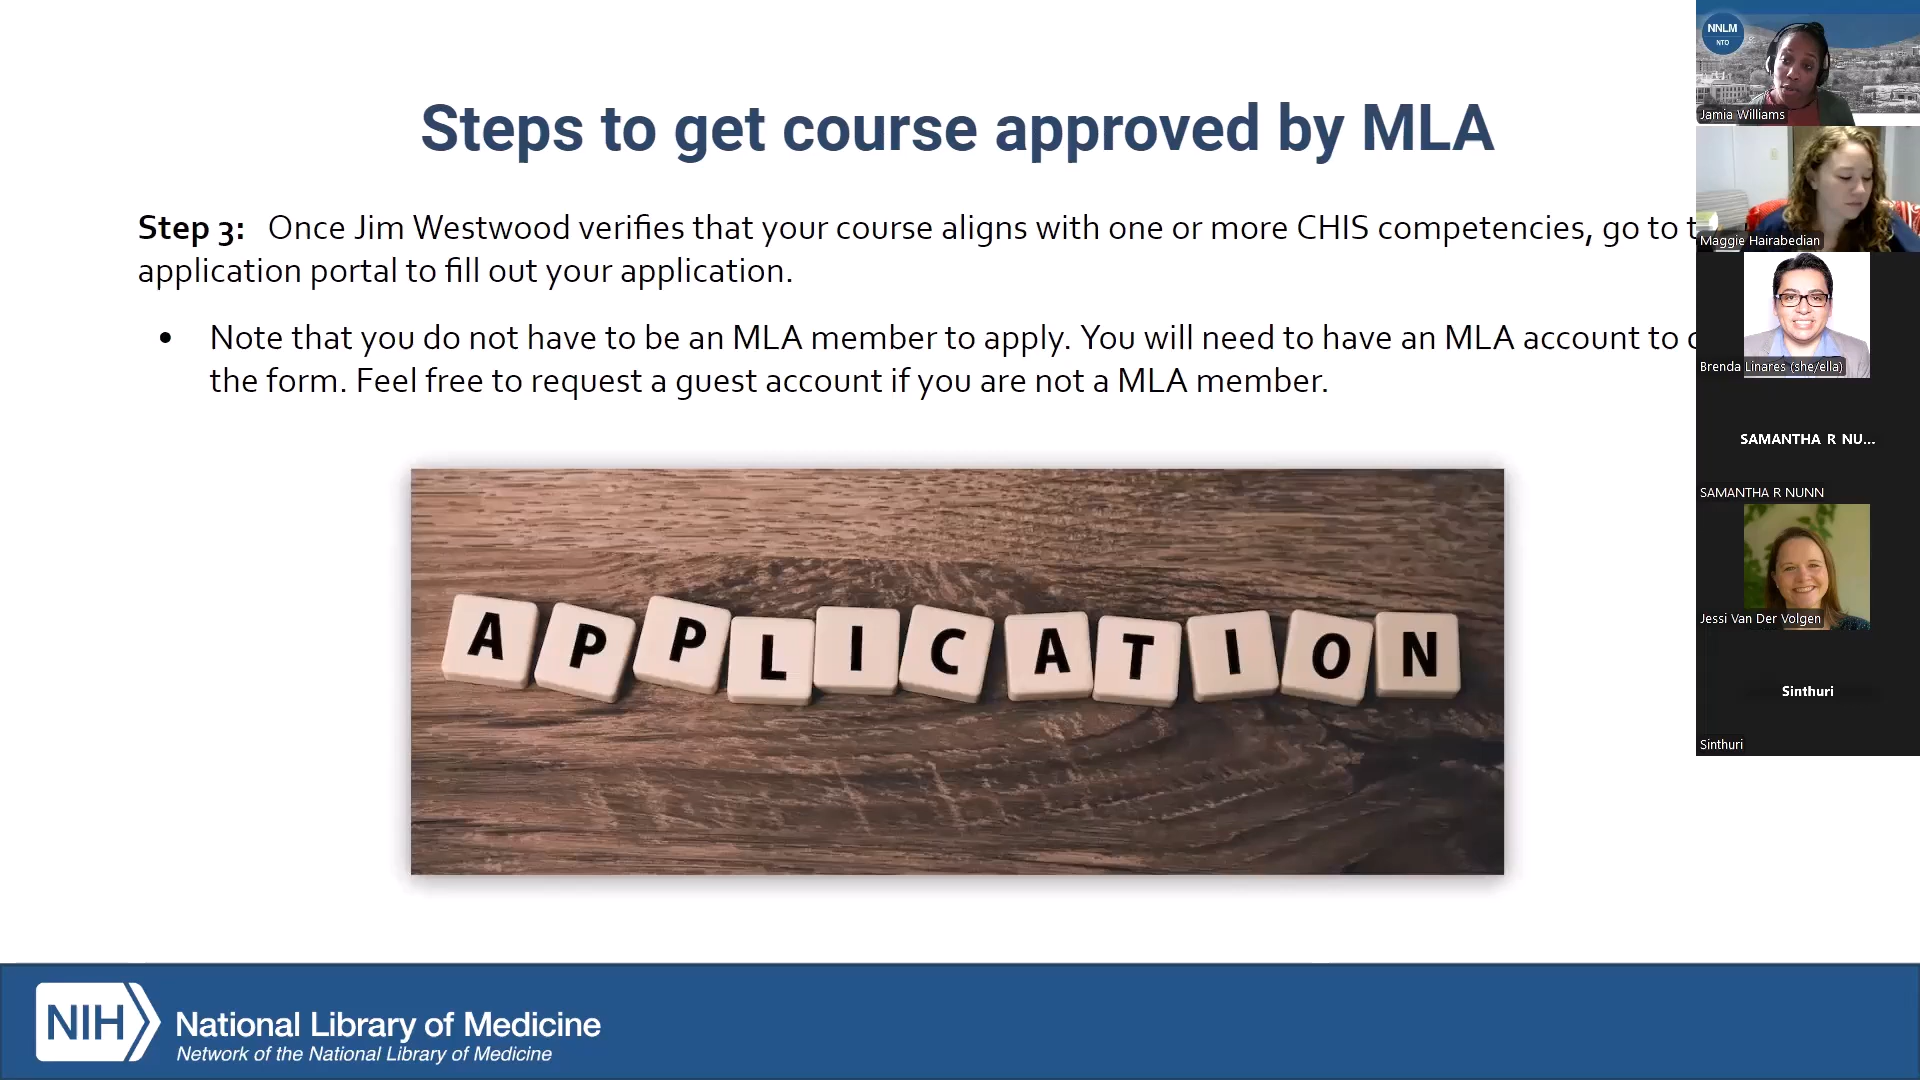 Steps to get course approved by MLA
Step 3: Once Jim Westwood verifies that your course aligns with one or more CHIS competencies, go to
application portal to fill out your application.
• Note that you do not have to be an MLA member to apply. You will need to have an MLA account to
the form. Feel free to request a guest account if you are not a MLA member.
APPLICATION
NIH National Library of Medicine
Network of the National Library of Medicine
NNLM
NTO
Jamia Williams
Maggie Hairabedian
Brenda Linares (she/ella)
SAMANTHA R NU...
SAMANTHA R NUNN
Jessi Van Der Volgen
Sinthuri
Sinthuri